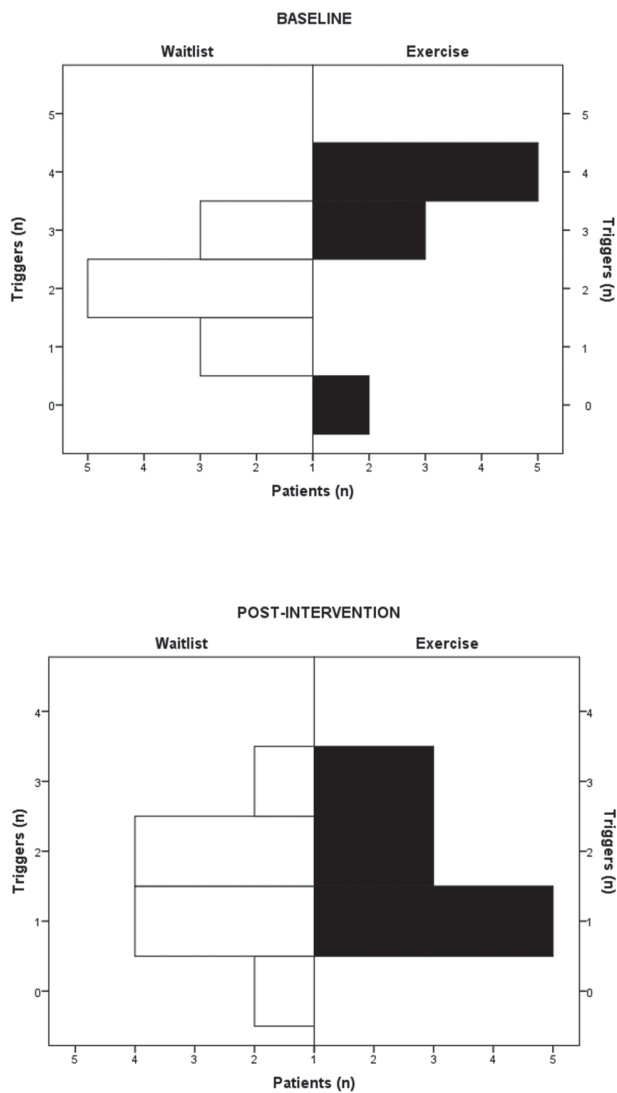 BASELINE
Waitlist Exercise
5 5
4 4
3 3
2 2
1 1
0 0
Triggers (n)
Triggers (n)
5 4 3 2 1 2 3 4 5
Patients (n)
POST-INTERVENTION
Waitlist Exercise
4 4
3 3
2 2
1 1
0 0
Triggers (n)
Triggers (n)
5 4 3 2 1 2 3 4 5
Patients (n)